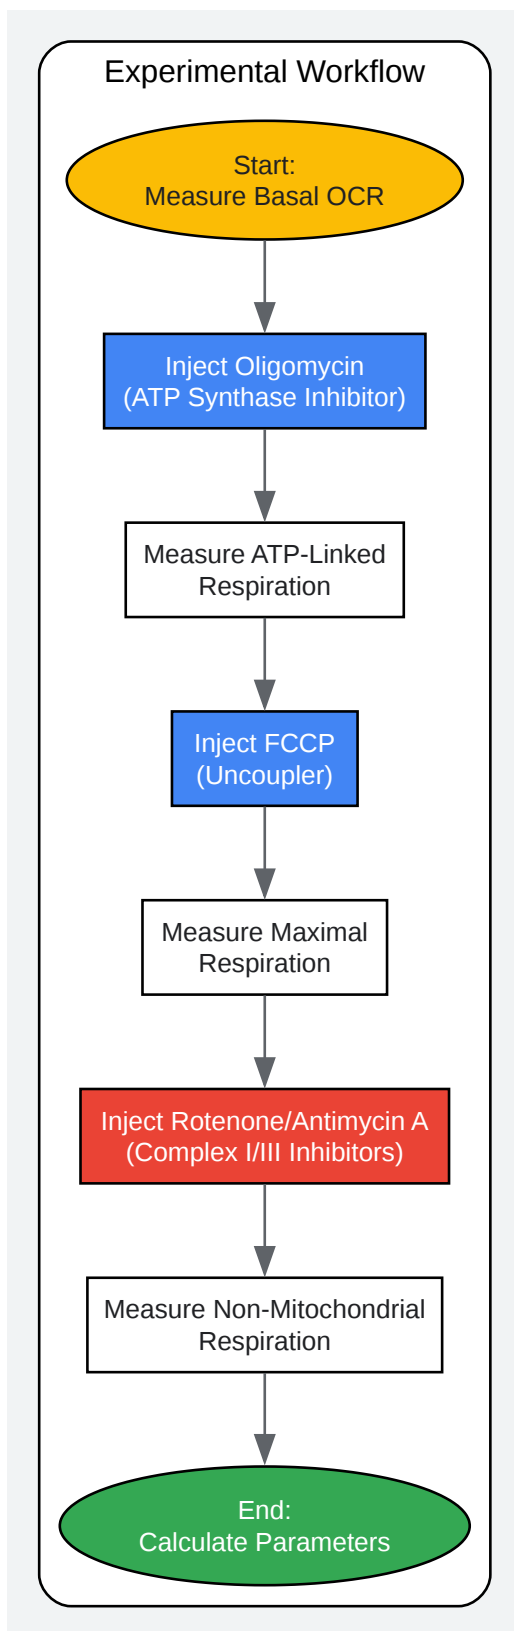 Experimental Workflow
Start:
Measure Basal OCR
Inject Oligomycin
(ATP Synthase Inhibitor)
Measure ATP-Linked
Respiration
Inject FCCP
(Uncoupler)
Measure Maximal
Respiration
Inject Rotenone/Antimycin A
(Complex I/III Inhibitors)
Measure Non-Mitochondrial
Respiration
End:
Calculate Parameters